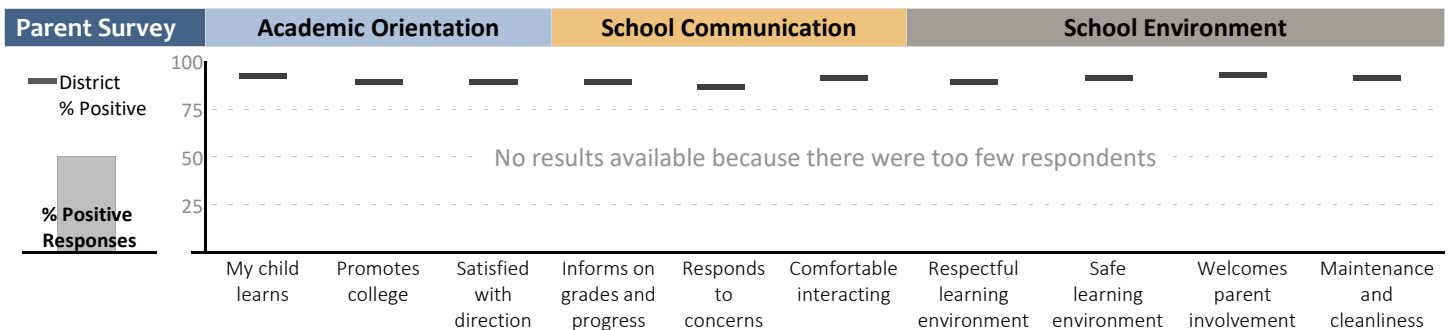 Parent Survey
Academic Orientation
School Communication
School Environment
District
% Positive
% Positive
Responses
100
75
50
25
No results available because there were too few respondents
My child
learns
Promotes
college
Satisfied
with
direction
Informs on
grades and
progress
Responds
to
concerns
Comfortable
interacting
Respectful
learning
environment
Safe
learning
environment
Welcomes
parent
involvement
Maintenance
and
cleanliness